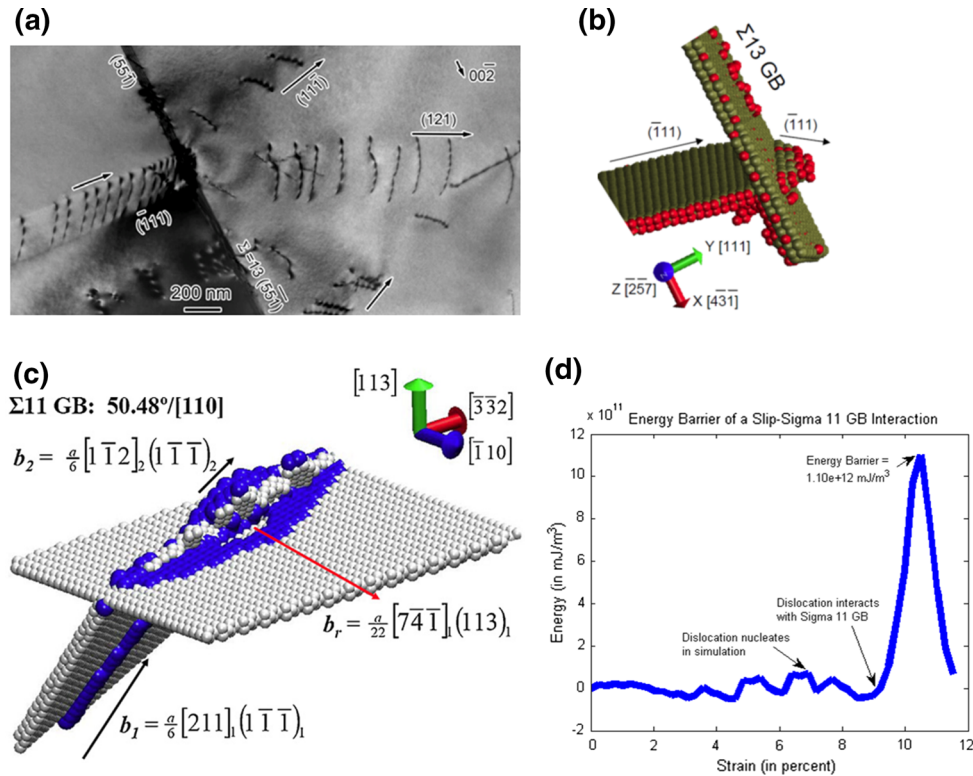 (a)
(55̄1)
(111̄)
002̄
(121)
(1̄11)
Σ=13 (55̄1̄)
200 nm
(b)
Σ13 GB
(1̄11)
(1̄11)
Y [111]
Z [2̄5̄7]
X [43̄1̄]
(c)
Σ11 GB: 50.48º/[110]
[113]
[3̄3̄2]
[1̄10]
b₂ = a/6 [11̄2]₂(11̄1̄)₂
bᵣ = a/22 [74̄1̄]₁(113)₁
b₁ = a/6 [211]₁(11̄1̄)₁
(d)
x 10¹¹
Energy Barrier of a Slip-Sigma 11 GB Interaction
12
10
8
6
4
2
0
-2
Energy (in mJ/m³)
Energy Barrier =
1.10e+12 mJ/m³
Dislocation interacts
with Sigma 11 GB
Dislocation nucleates
in simulation
0 2 4 6 8 10 12
Strain (in percent)